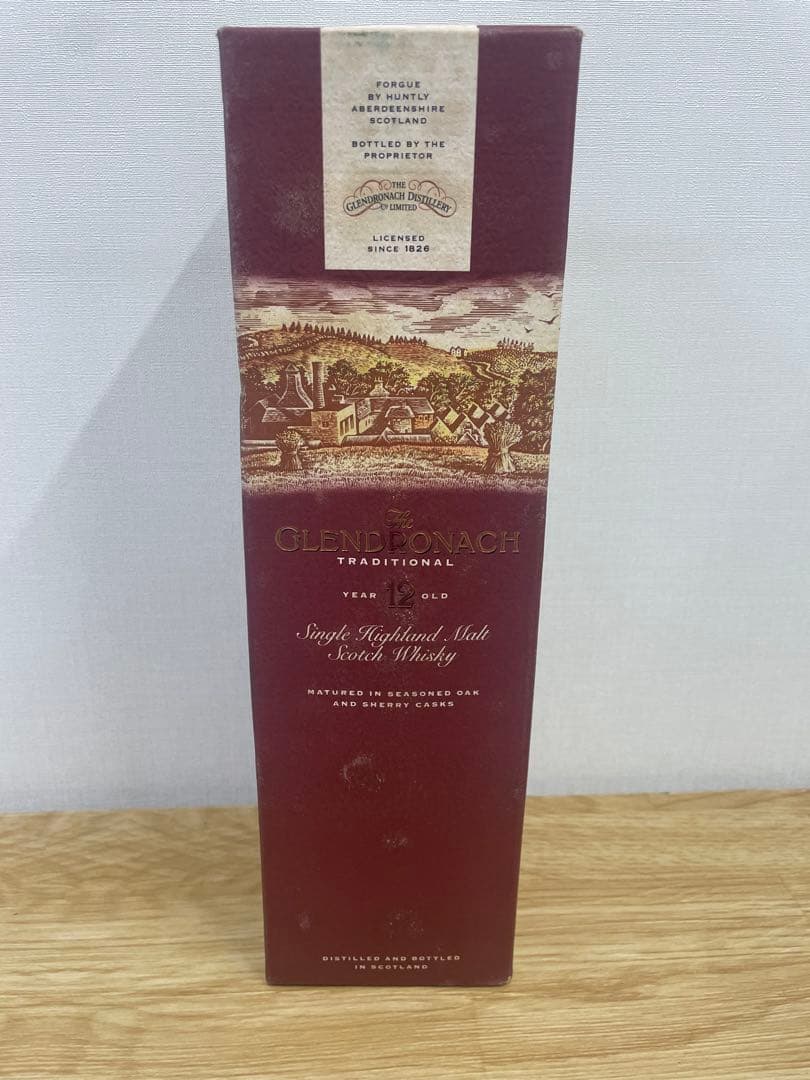 FORGUE
BY HUNTLY
ABERDEENSHIRE
SCOTLAND
BOTTLED BY THE
PROPRIETOR
THE
GLENDRONACH DISTILLERY
CO LIMITED
LICENSED
SINCE 1826
The
GLENDRONACH
TRADITIONAL
YEAR 12 OLD
Single Highland Malt
Scotch Whisky
MATURED IN SEASONED OAK
AND SHERRY CASKS
DISTILLED AND BOTTLED
IN SCOTLAND